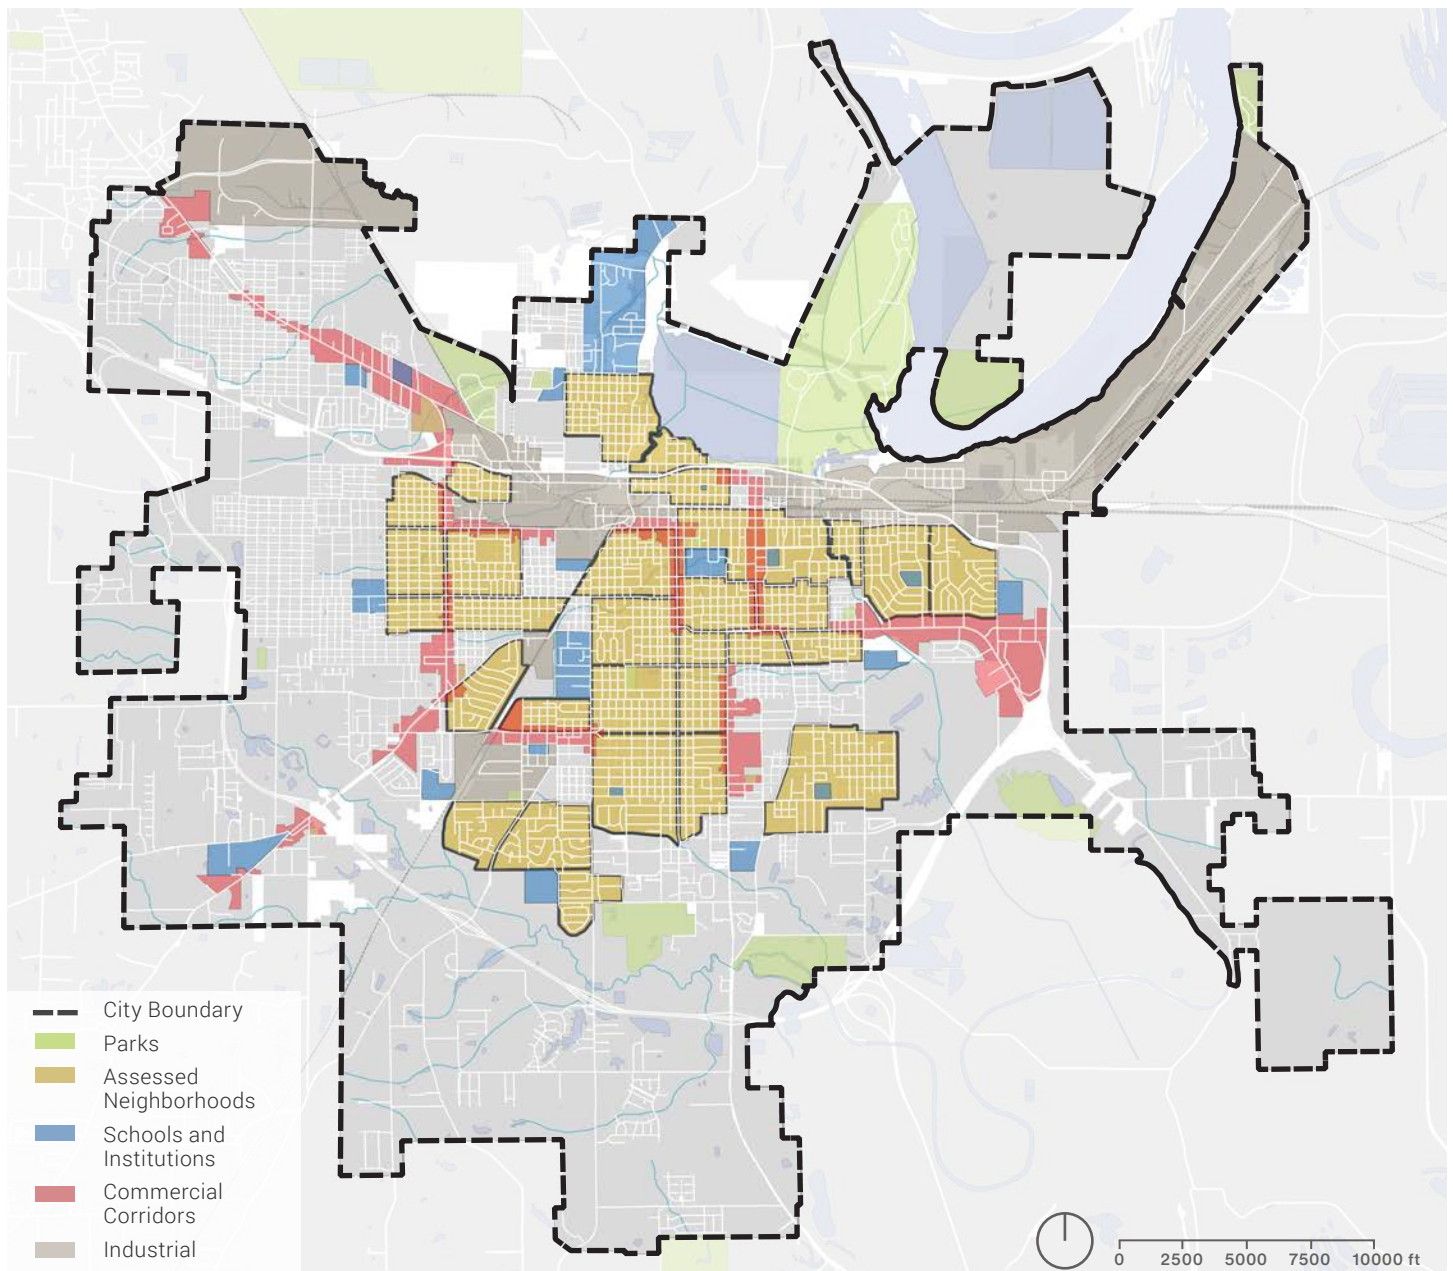 City Boundary
Parks
Assessed
Neighborhoods
Schools and
Institutions
Commercial
Corridors
Industrial
0 2500 5000 7500 10000 ft